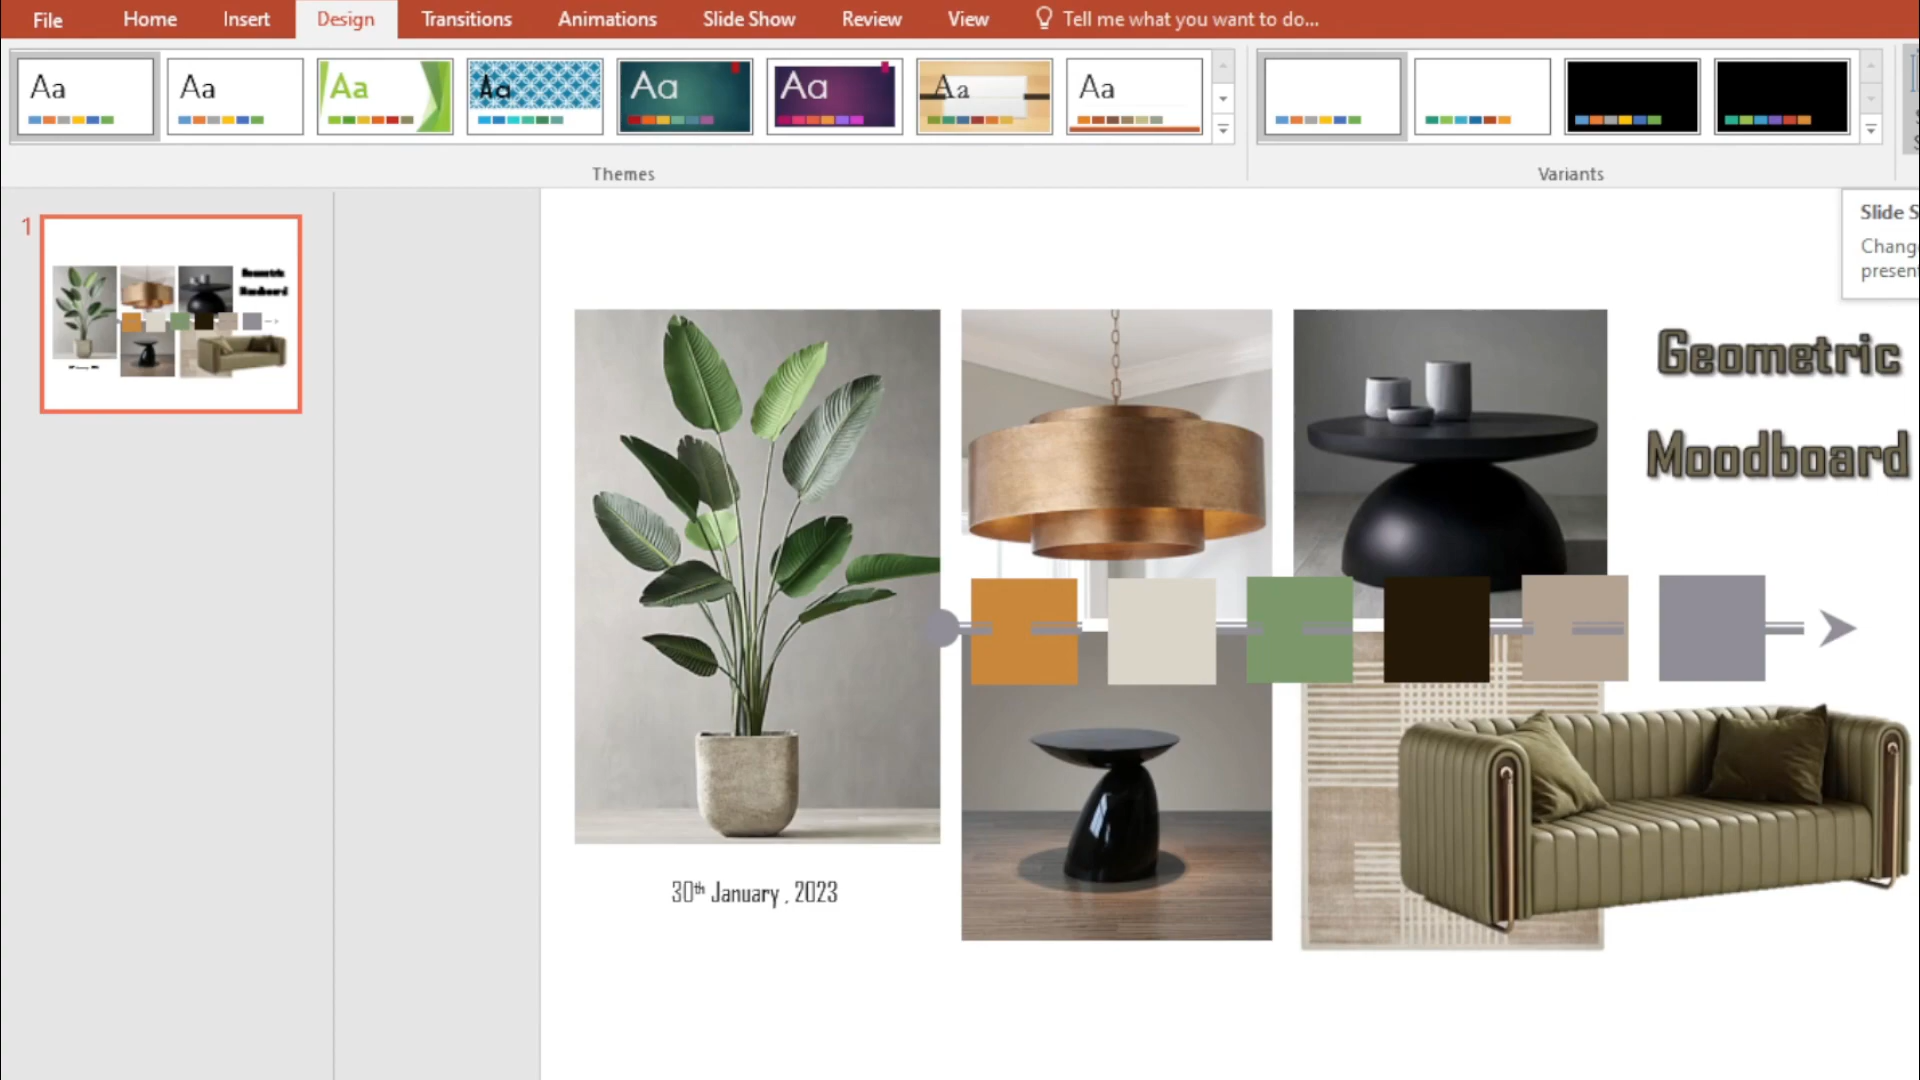 File Home Insert Design Transitions Animations Slide Show Review View Tell me what you want to do...
Aa Aa Aa Aa Aa Aa Aa Aa
Themes Variants
1
Slide S
Chang
presen
Geometric
Moodboard
30th January , 2023